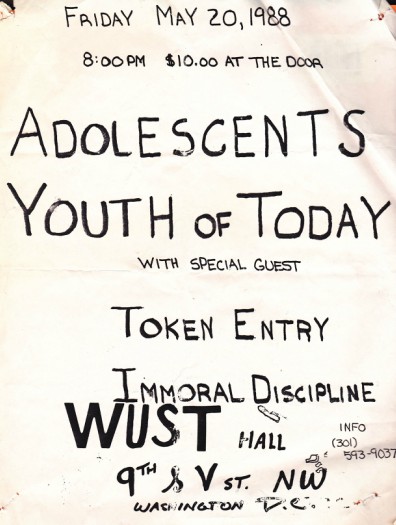 FRIDAY MAY 20, 1988
8:00 PM $10.00 AT THE DOOR
ADOLESCENTS
YOUTH OF TODAY
WITH SPECIAL GUEST
TOKEN ENTRY
IMMORAL DISCIPLINE
WUST HALL
INFO
(301)
593-9037
9TH & V ST. NW
WASHINGTON D.C.